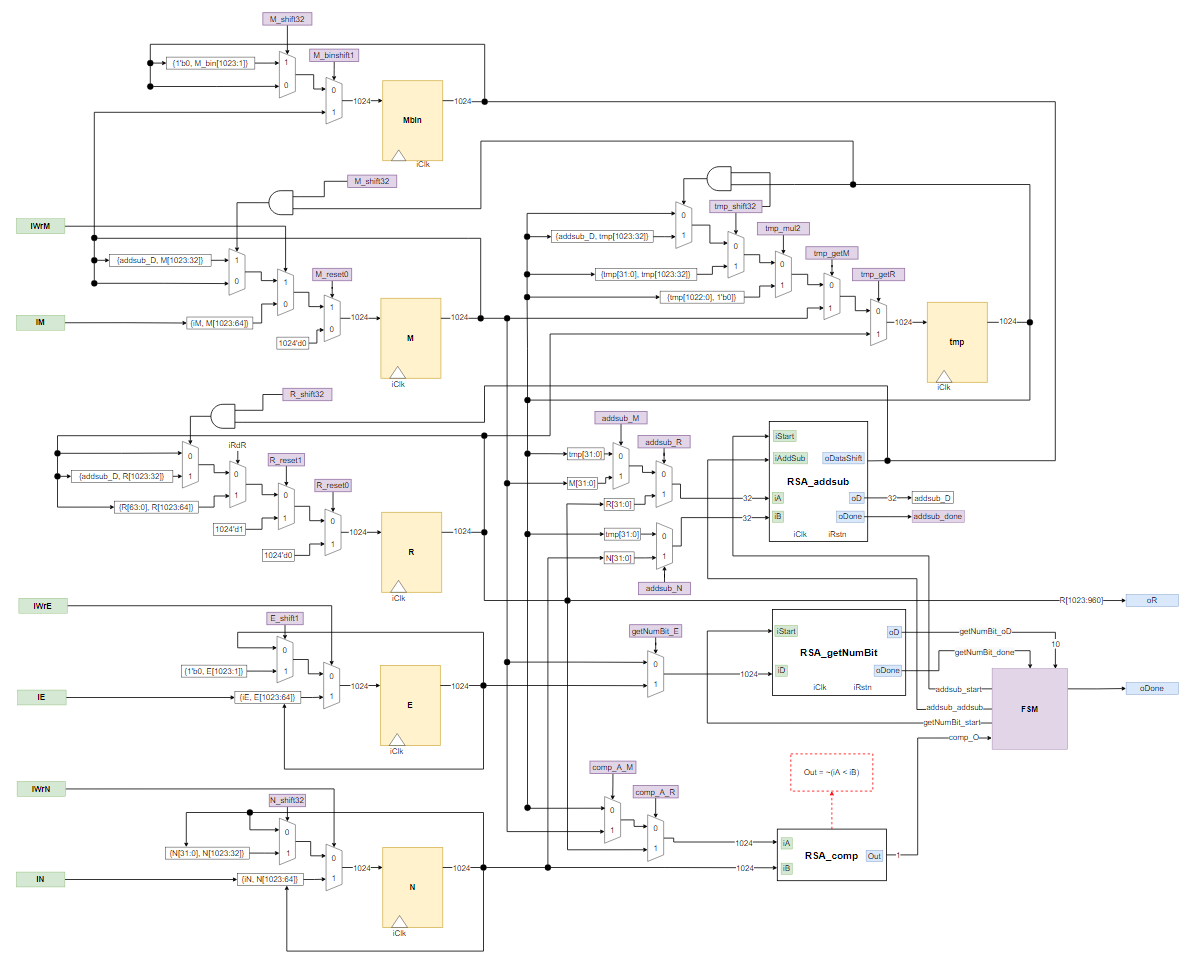 M_shift32
M_binshift1
{1'b0, M_bin[1023:1]}
1
0
0
1
1024
Mbin
iClk
1024
M_shift32
IWrM
{addsub_D, M[1023:32]}
1
0
M_reset0
1
0
IM
{iM, M[1023:64]}
1
0
1024'd0
1024
M
iClk
1024
tmp_shift32
0
1
{addsub_D, tmp[1023:32]}
tmp_mul2
0
1
{tmp[31:0], tmp[1023:32]}
tmp_getM
0
1
{tmp[1022:0], 1'b0]}
tmp_getR
0
1
0
1
1024
tmp
iClk
1024
R_shift32
iRdR
0
1
{addsub_D, R[1023:32]}
R_reset1
0
1
{R[63:0], R[1023:64]}
R_reset0
0
1
1024'd1
0
1
1024'd0
1024
R
iClk
1024
addsub_M
addsub_R
tmp[31:0]
0
1
M[31:0]
0
1
R[31:0]
tmp[31:0]
0
1
N[31:0]
addsub_N
32
32
iStart
iAddSub
oDataShift
RSA_addsub
iA
oD
iB
oDone
iClk
iRstn
32
addsub_D
addsub_done
R[1023:960]
oR
IWrE
E_shift1
0
1
{1'b0, E[1023:1]}
0
1
IE
{iE, E[1023:64]}
1024
E
iClk
1024
getNumBit_E
0
1
1024
iStart
oD
RSA_getNumBit
iD
oDone
iClk
iRstn
getNumBit_oD
10
getNumBit_done
addsub_start
addsub_addsub
getNumBit_start
comp_O
FSM
oDone
IWrN
N_shift32
0
1
{N[31:0], N[1023:32]}
0
1
IN
{iN, N[1023:64]}
1024
N
iClk
1024
comp_A_M
comp_A_R
0
1
0
1
1024
1024
Out = ~(iA < iB)
iA
RSA_comp
Out
iB
1